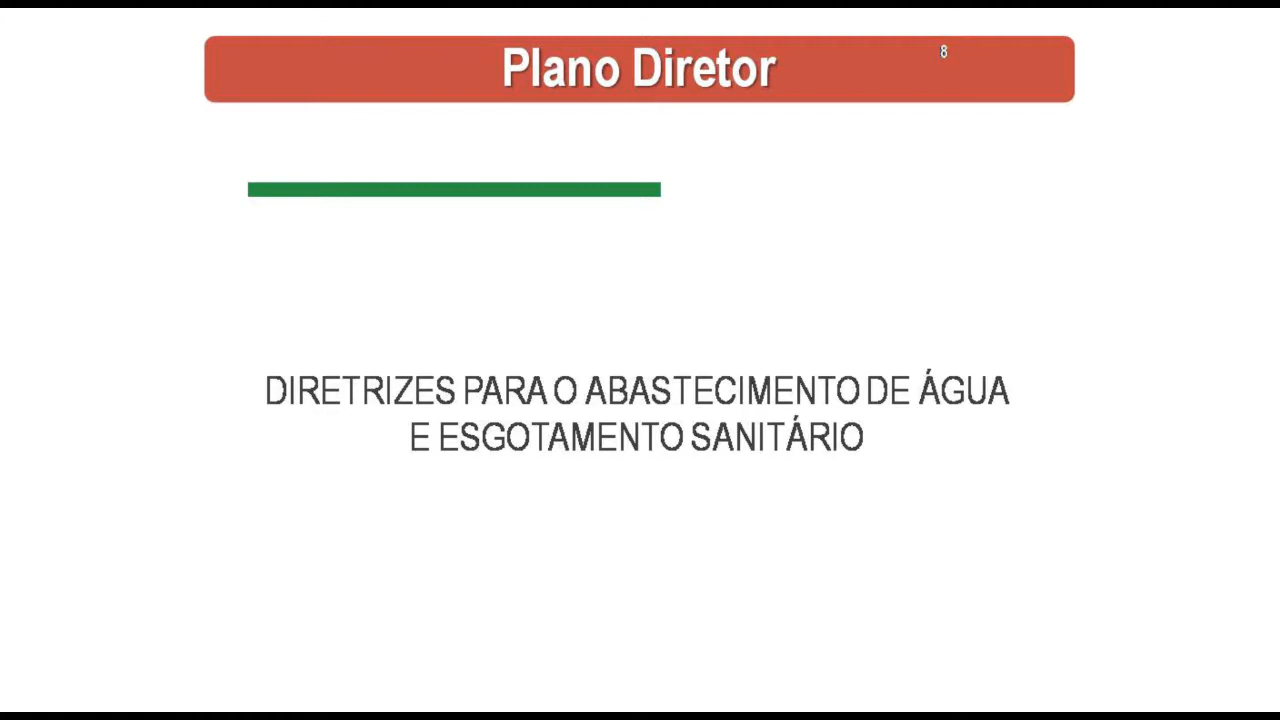 Plano Diretor
8
DIRETRIZES PARA O ABASTECIMENTO DE ÁGUA
E ESGOTAMENTO SANITÁRIO